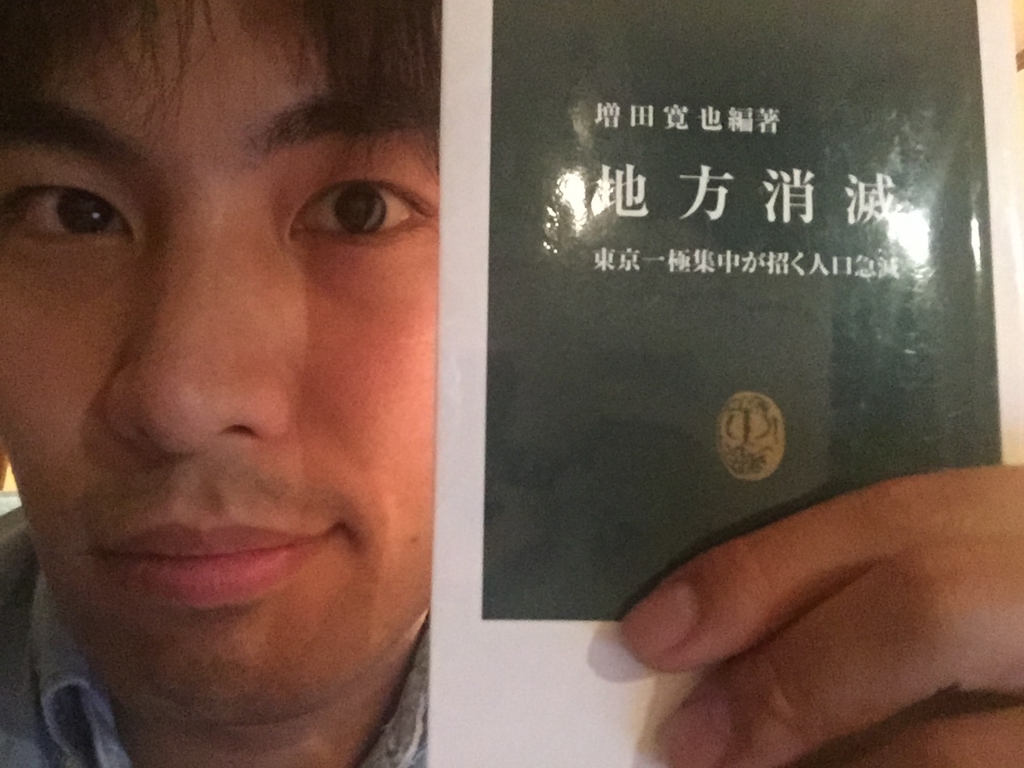 増田寛也編著
地方消滅
東京一極集中が招く人口急減